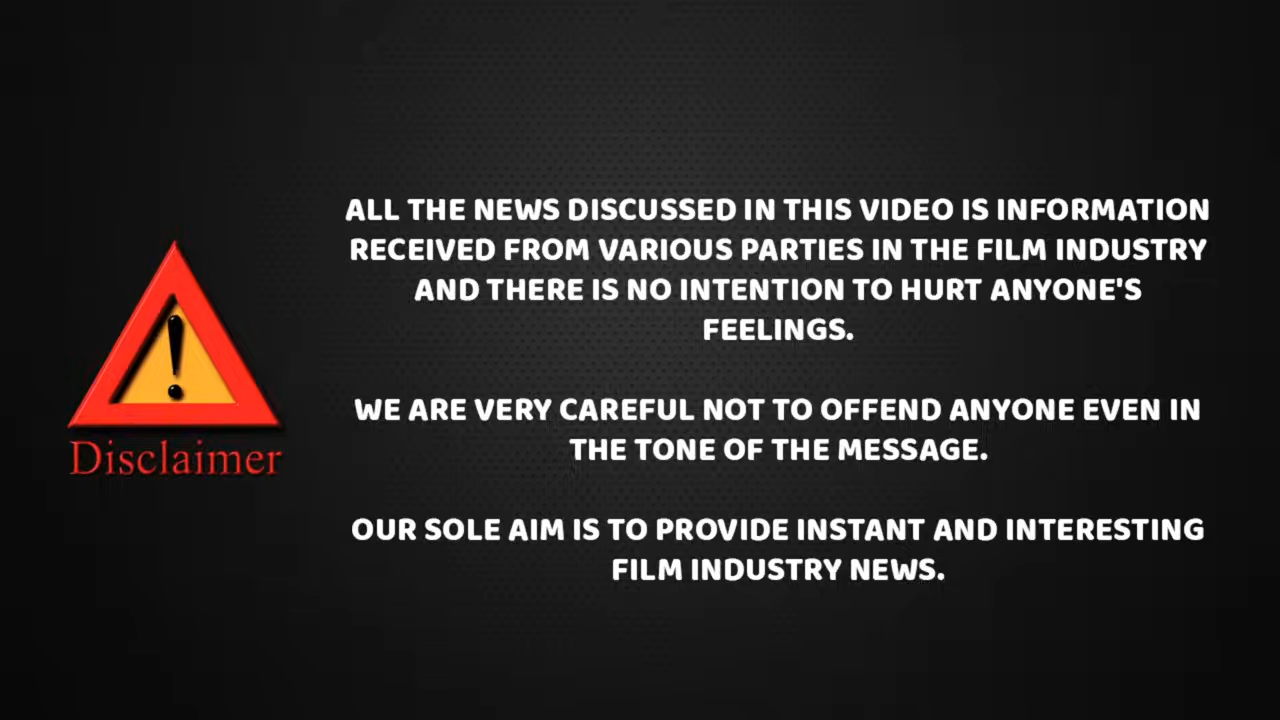 ALL THE NEWS DISCUSSED IN THIS VIDEO IS INFORMATION
RECEIVED FROM VARIOUS PARTIES IN THE FILM INDUSTRY
AND THERE IS NO INTENTION TO HURT ANYONE'S
FEELINGS.
WE ARE VERY CAREFUL NOT TO OFFEND ANYONE EVEN IN
THE TONE OF THE MESSAGE.
OUR SOLE AIM IS TO PROVIDE INSTANT AND INTERESTING
FILM INDUSTRY NEWS.
!
Disclaimer